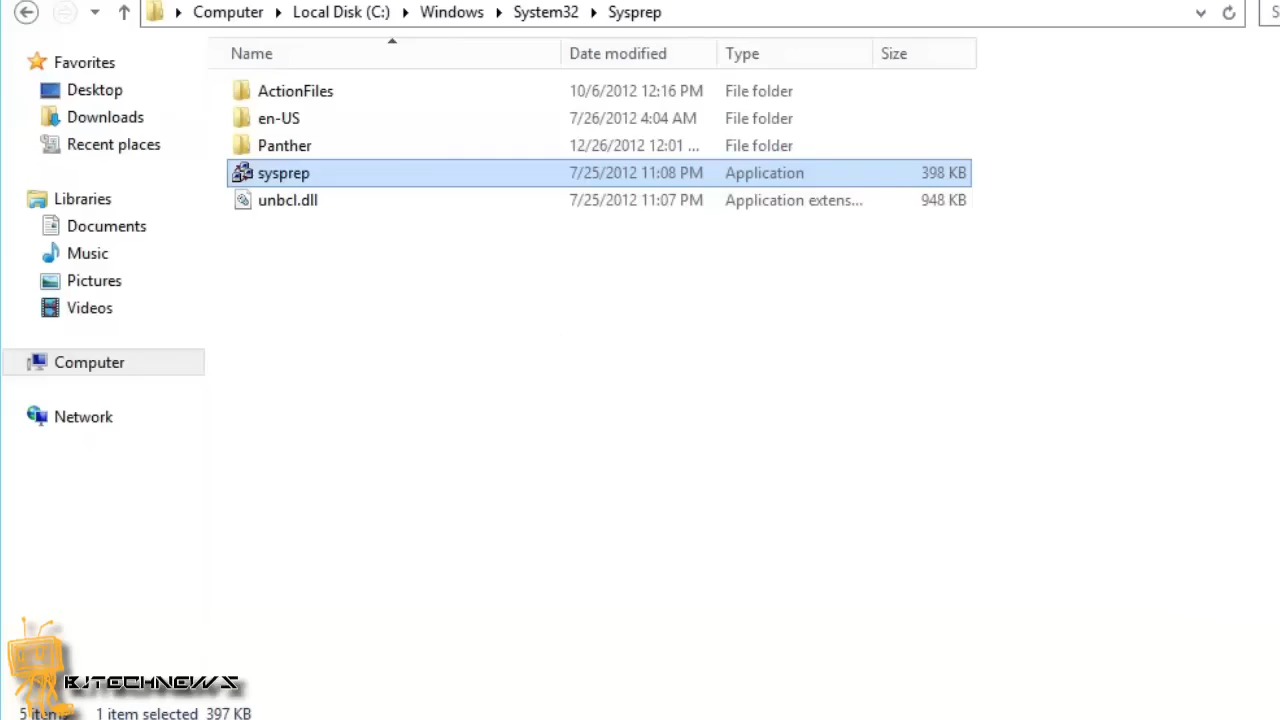 Computer Local Disk (C:) Windows System32 Sysprep
Name Date modified Type Size
Favorites
Desktop
Downloads
Recent places
Libraries
Documents
Music
Pictures
Videos
Computer
Network
ActionFiles 10/6/2012 12:16 PM File folder
en-US 7/26/2012 4:04 AM File folder
Panther 12/26/2012 12:01 ... File folder
sysprep 7/25/2012 11:08 PM Application 398 KB
unbcl.dll 7/25/2012 11:07 PM Application extens... 948 KB
BJTECHNEWS
5 items 1 item selected 397 KB